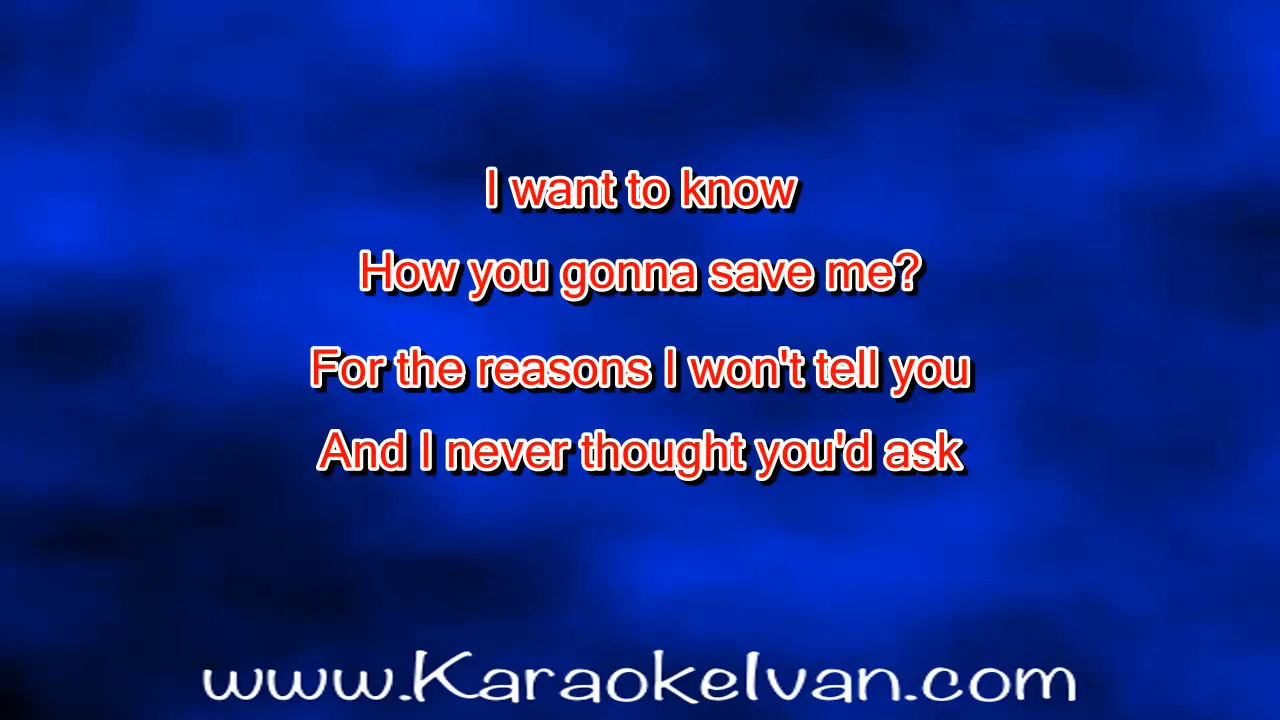 I want to know
How you gonna save me?
For the reasons I won't tell you
And I never thought you'd ask
www.KaraokeIvan.com